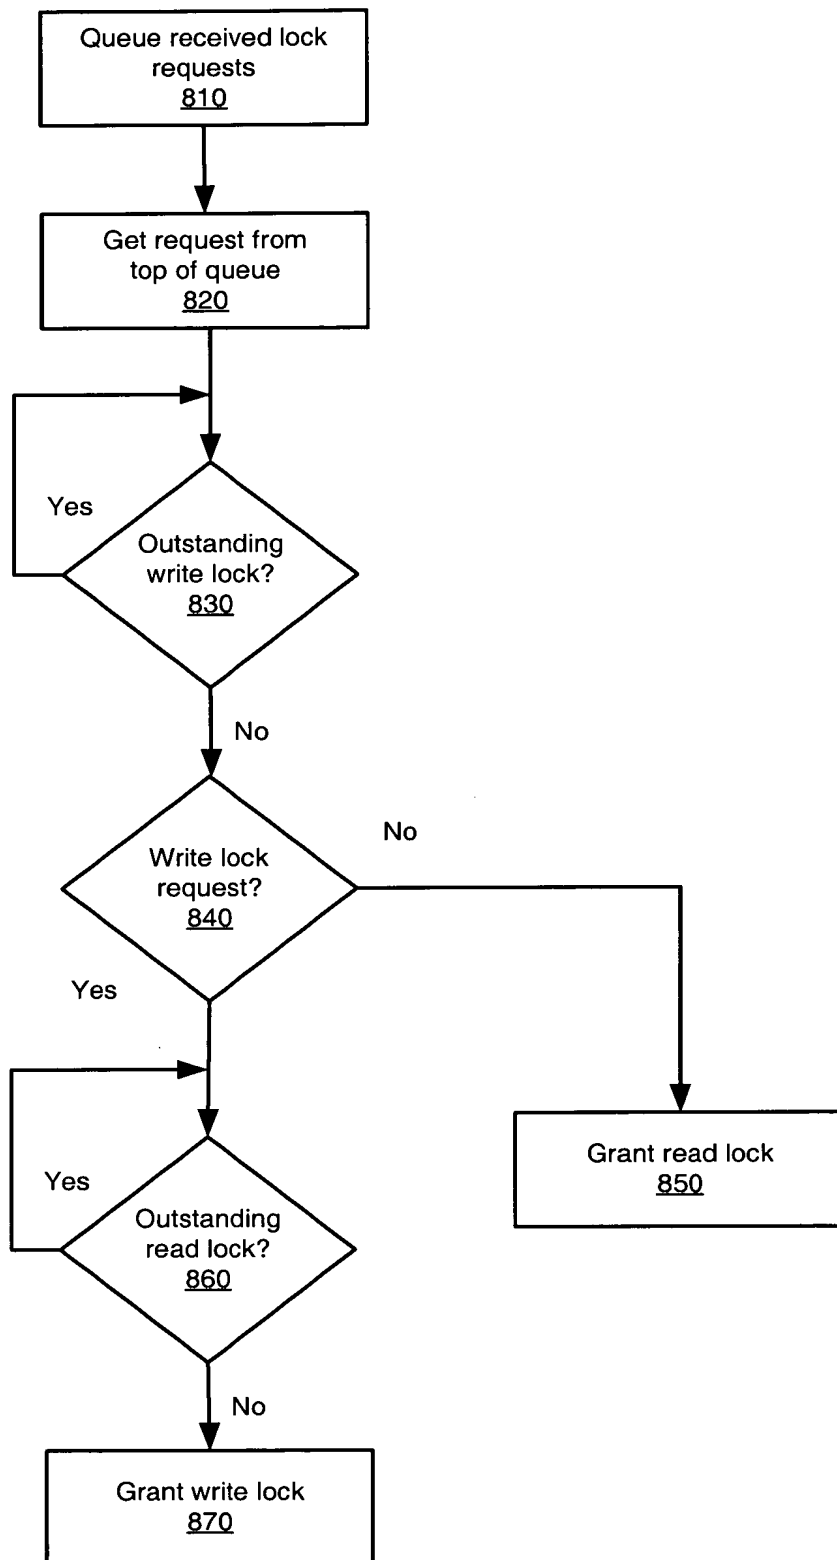 Queue received lock
requests
810
Get request from
top of queue
820
Yes
Outstanding
write lock?
830
No
Write lock
request?
840
No
Yes
Grant read lock
850
Yes
Outstanding
read lock?
860
No
Grant write lock
870